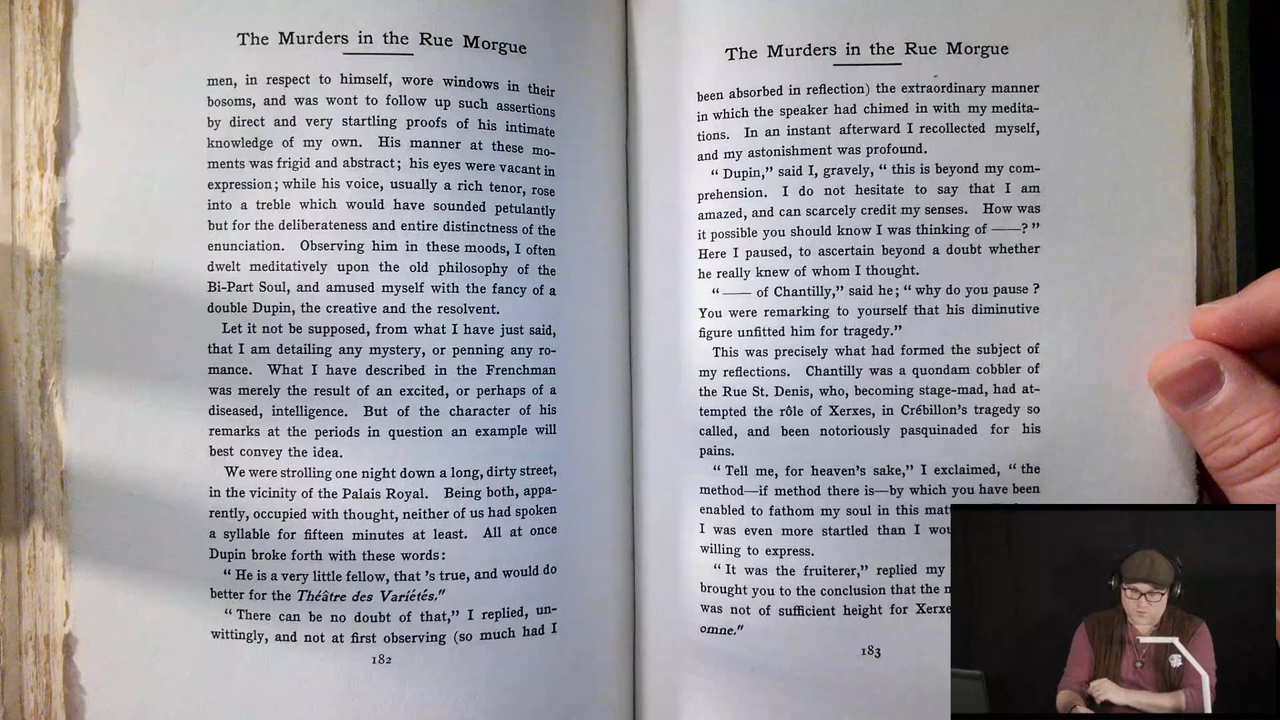 The Murders in the Rue Morgue
men, in respect to himself, wore windows in their
bosoms, and was wont to follow up such assertions
by direct and very startling proofs of his intimate
knowledge of my own. His manner at these mo-
ments was frigid and abstract; his eyes were vacant in
expression; while his voice, usually a rich tenor, rose
into a treble which would have sounded petulantly
but for the deliberateness and entire distinctness of the
enunciation. Observing him in these moods, I often
dwelt meditatively upon the old philosophy of the
Bi-Part Soul, and amused myself with the fancy of a
double Dupin, the creative and the resolvent.
Let it not be supposed, from what I have just said,
that I am detailing any mystery, or penning any ro-
mance. What I have described in the Frenchman
was merely the result of an excited, or perhaps of a
diseased, intelligence. But of the character of his
remarks at the periods in question an example will
best convey the idea.
We were strolling one night down a long, dirty street,
in the vicinity of the Palais Royal. Being both, appa-
rently, occupied with thought, neither of us had spoken
a syllable for fifteen minutes at least. All at once
Dupin broke forth with these words:
“ He is a very little fellow, that ’s true, and would do
better for the Théâtre des Variétés.”
“ There can be no doubt of that,” I replied, un-
wittingly, and not at first observing (so much had I
182
The Murders in the Rue Morgue
been absorbed in reflection) the extraordinary manner
in which the speaker had chimed in with my medita-
tions. In an instant afterward I recollected myself,
and my astonishment was profound.
“ Dupin,” said I, gravely, “ this is beyond my com-
prehension. I do not hesitate to say that I am
amazed, and can scarcely credit my senses. How was
it possible you should know I was thinking of ——? ”
Here I paused, to ascertain beyond a doubt whether
he really knew of whom I thought.
“ —— of Chantilly,” said he; “ why do you pause ?
You were remarking to yourself that his diminutive
figure unfitted him for tragedy.”
This was precisely what had formed the subject of
my reflections. Chantilly was a quondam cobbler of
the Rue St. Denis, who, becoming stage-mad, had at-
tempted the rôle of Xerxes, in Crébillon’s tragedy so
called, and been notoriously pasquinaded for his
pains.
“ Tell me, for heaven’s sake,” I exclaimed, “ the
method—if method there is—by which you have been
enabled to fathom my soul in this
I was even more startled than I
willing to express.
“ It was the fruiterer,” replied my
brought you to the conclusion that the
was not of sufficient height for
omne.”
183